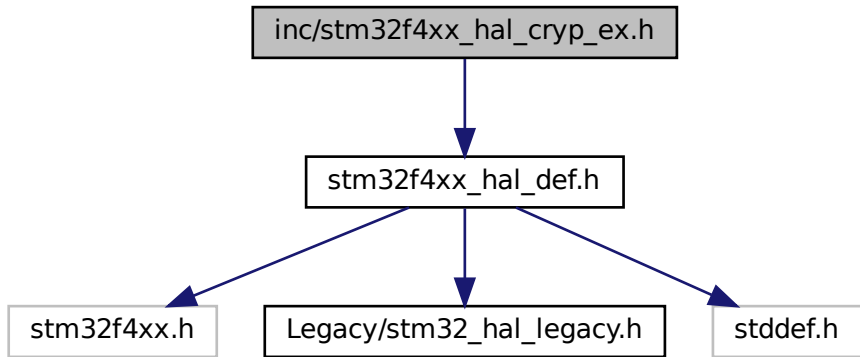 inc/stm32f4xx_hal_cryp_ex.h
stm32f4xx_hal_def.h
stm32f4xx.h
Legacy/stm32_hal_legacy.h
stddef.h